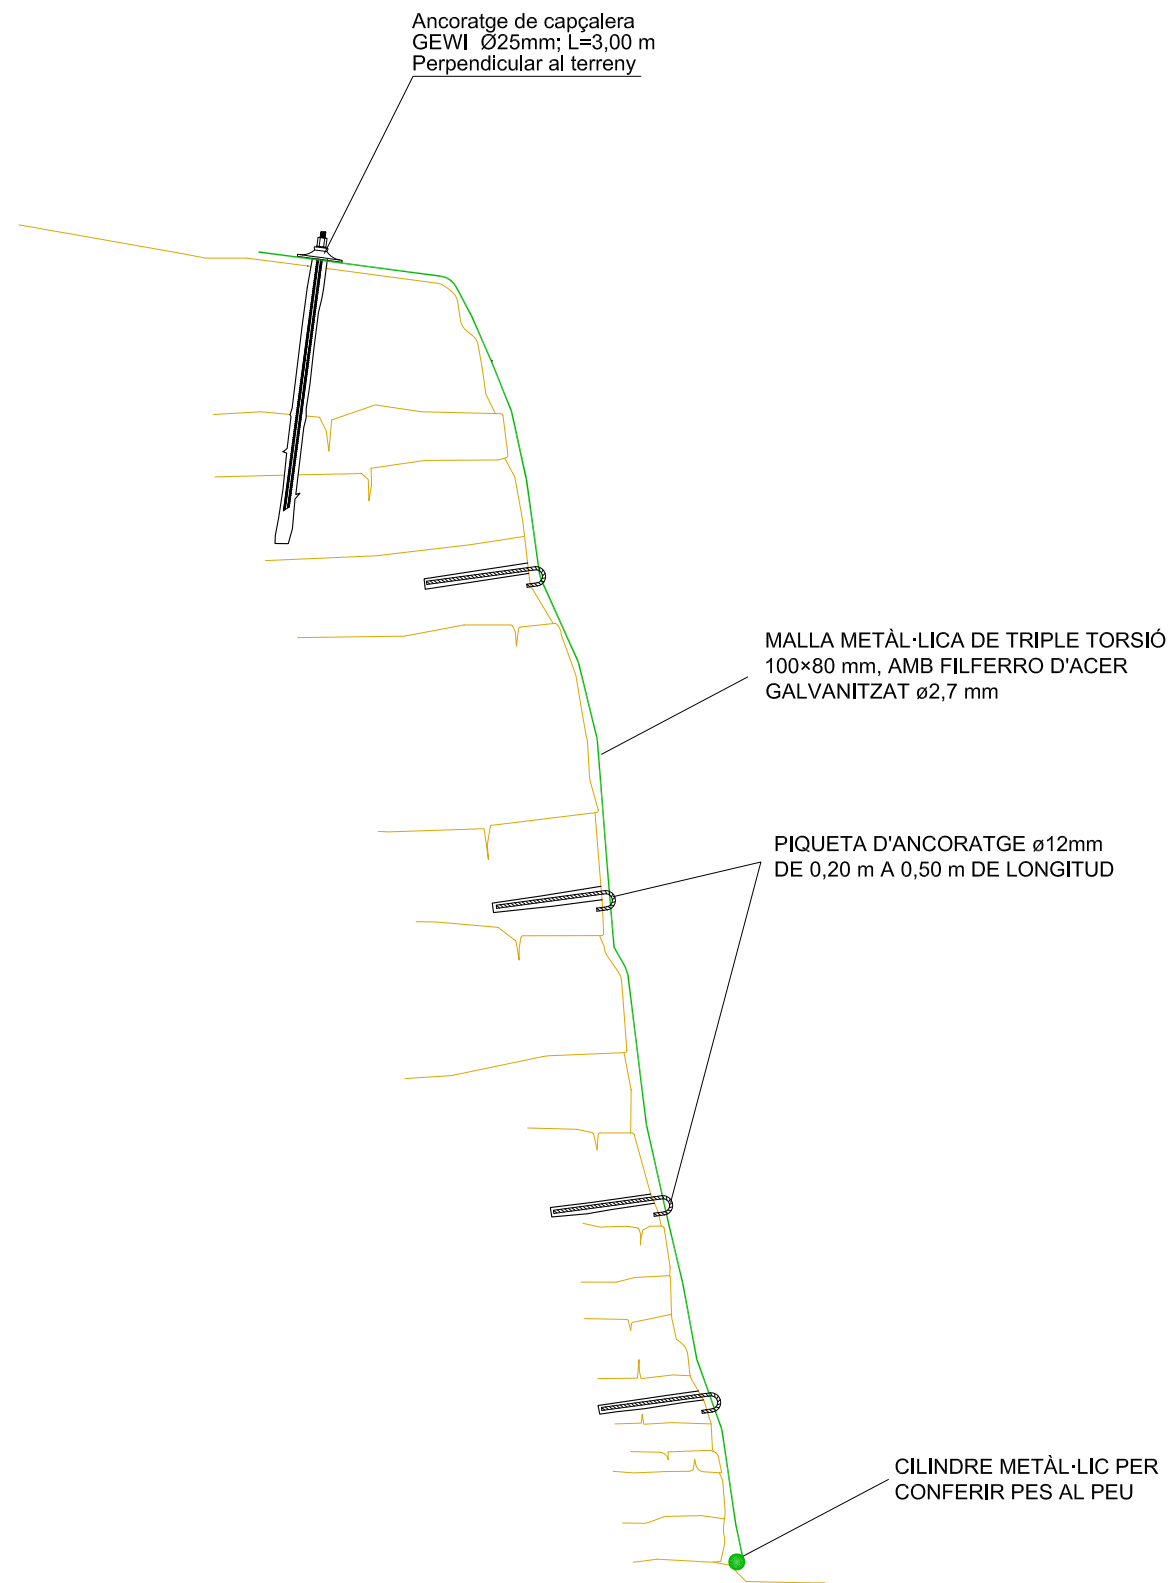 Ancoratge de capçalera
GEWI Ø25mm; L=3,00 m
Perpendicular al terreny
MALLA METÀL·LICA DE TRIPLE TORSIÓ
100×80 mm, AMB FILFERRO D'ACER
GALVANITZAT ø2,7 mm
PIQUETA D'ANCORATGE ø12mm
DE 0,20 m A 0,50 m DE LONGITUD
CILINDRE METÀL·LIC PER
CONFERIR PES AL PEU